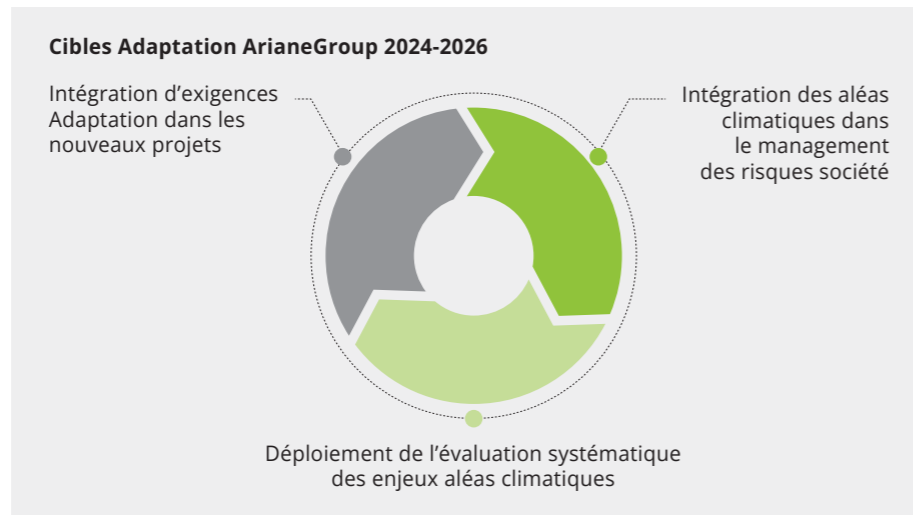 Cibles Adaptation ArianeGroup 2024-2026
Intégration d’exigences
Adaptation dans les
nouveaux projets
Intégration des aléas
climatiques dans
le management
des risques société
Déploiement de l’évaluation systématique
des enjeux aléas climatiques